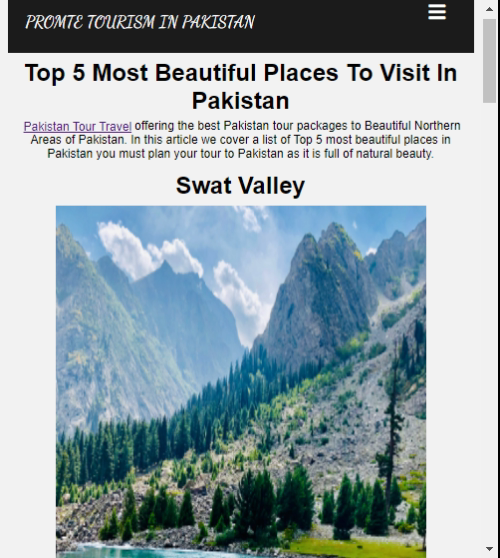 PROMTE TOURISM IN PAKISTAN
Top 5 Most Beautiful Places To Visit In
Pakistan
Pakistan Tour Travel offering the best Pakistan tour packages to Beautiful Northern
Areas of Pakistan. In this article we cover a list of Top 5 most beautiful places in
Pakistan you must plan your tour to Pakistan as it is full of natural beauty.
Swat Valley